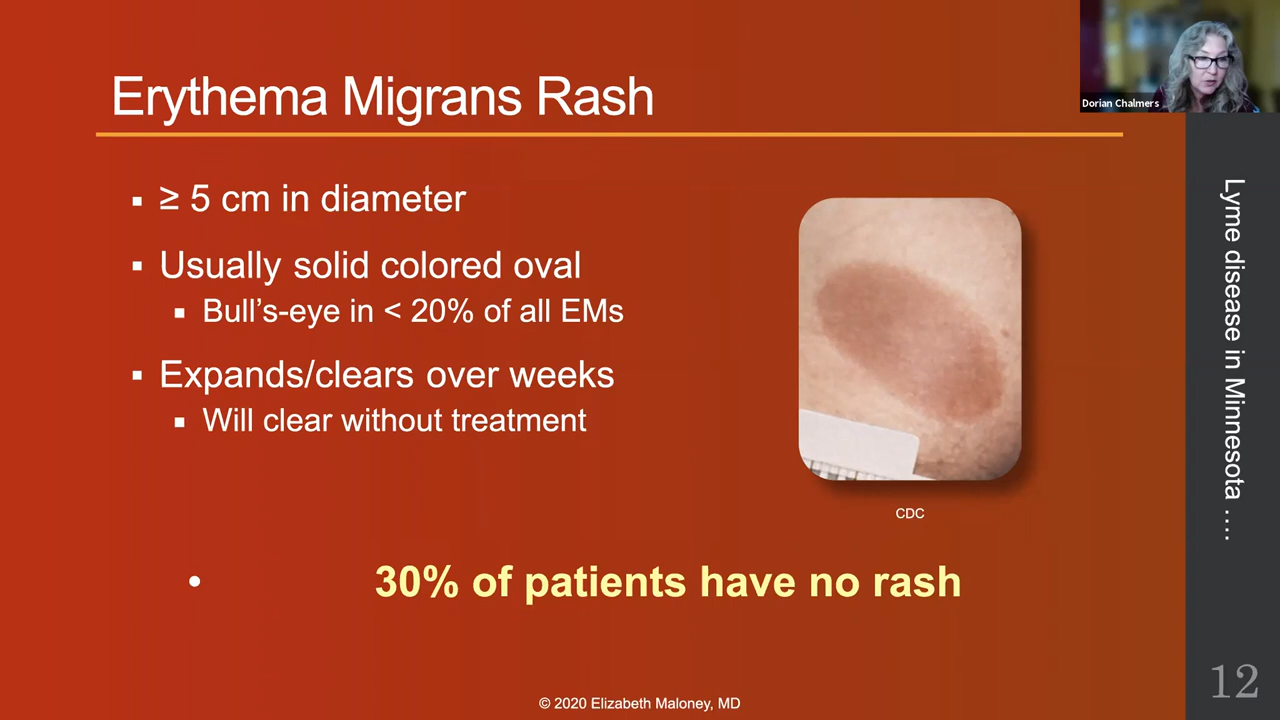 Erythema Migrans Rash
Dorian Chalmers
▪ ≥ 5 cm in diameter
▪ Usually solid colored oval
▪ Bull’s-eye in < 20% of all EMs
▪ Expands/clears over weeks
▪ Will clear without treatment
CDC
• 30% of patients have no rash
Lyme disease in Minnesota ....
© 2020 Elizabeth Maloney, MD
12